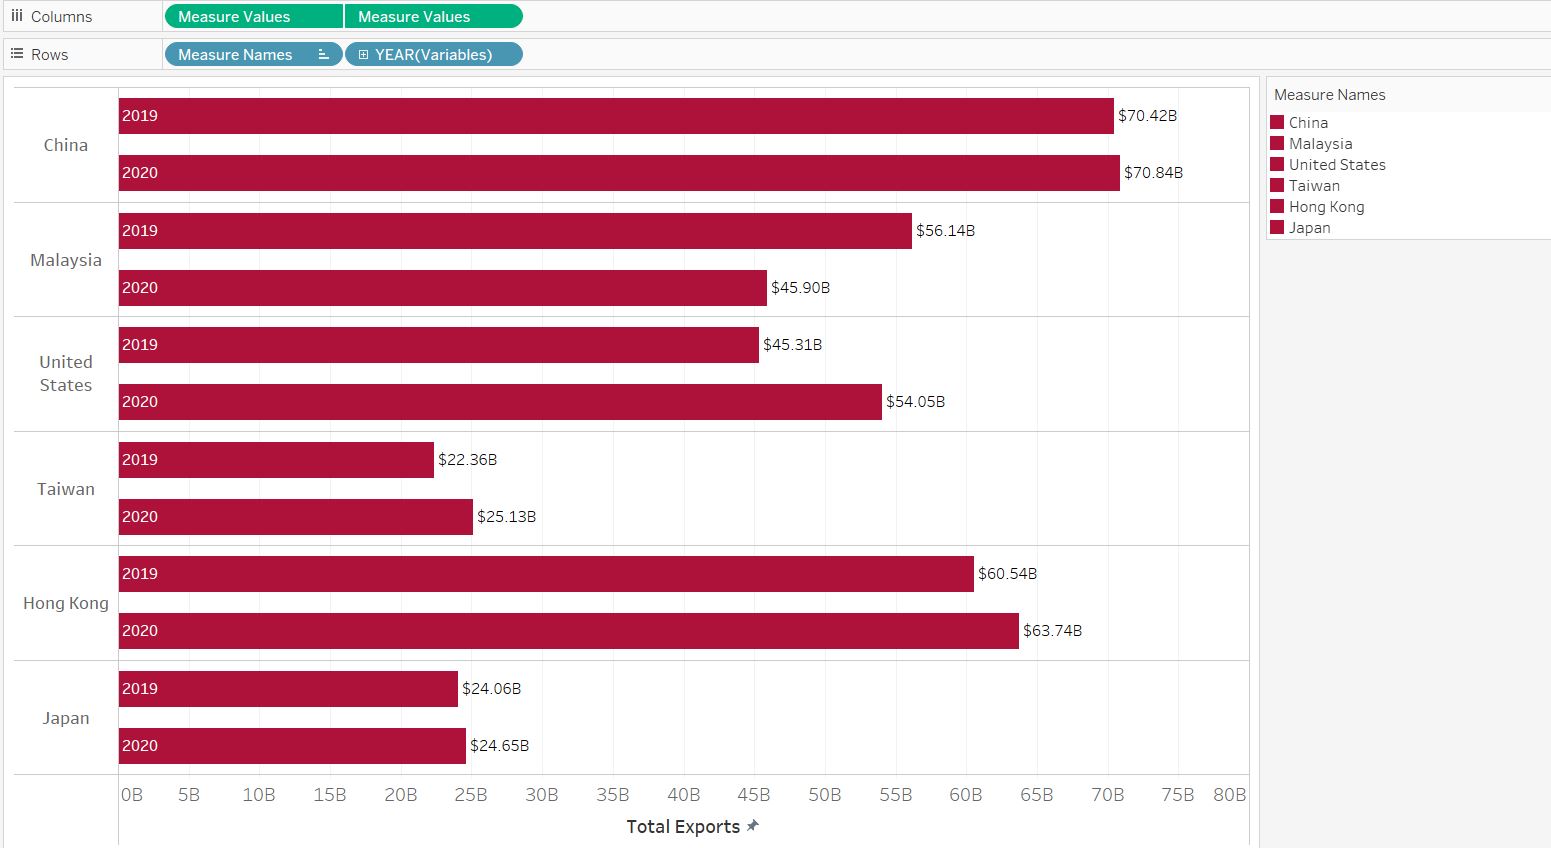 Columns
Measure Values
Measure Values
Rows
Measure Names
YEAR(Variables)
Measure Names
China
Malaysia
United States
Taiwan
Hong Kong
Japan
China
2019
$70.42B
2020
$70.84B
Malaysia
2019
$56.14B
2020
$45.90B
United
States
2019
$45.31B
2020
$54.05B
Taiwan
2019
$22.36B
2020
$25.13B
Hong Kong
2019
$60.54B
2020
$63.74B
Japan
2019
$24.06B
2020
$24.65B
0B 5B 10B 15B 20B 25B 30B 35B 40B 45B 50B 55B 60B 65B 70B 75B 80B
Total Exports